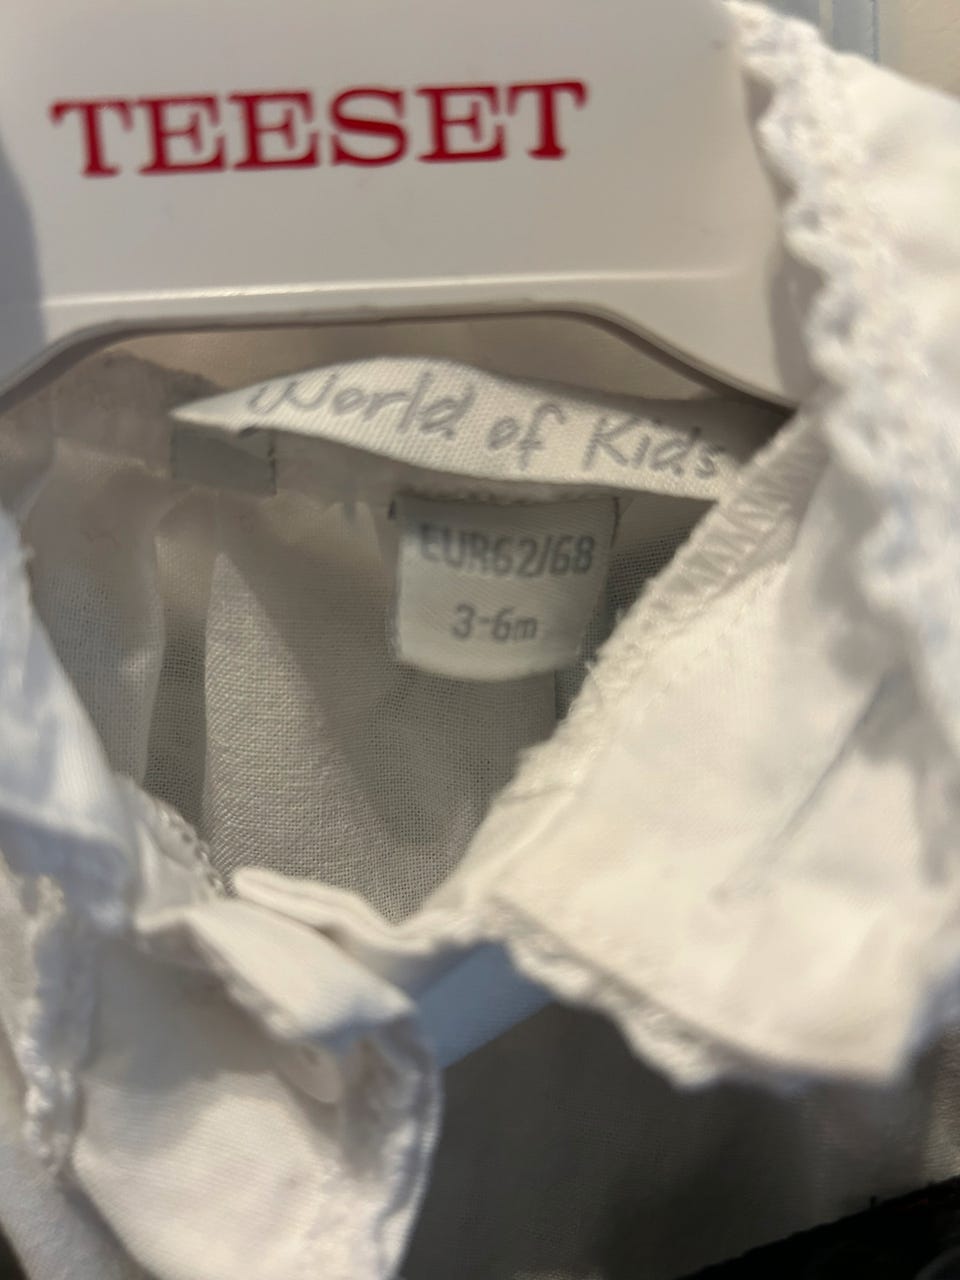 TEESET
World of Kids
EUR62/68
3-6m